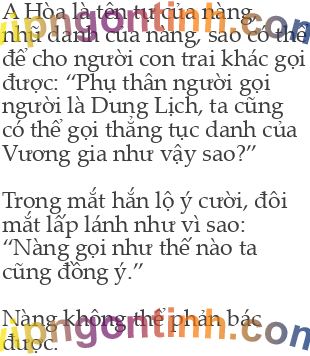 A Hòa là tên tự của nàng,
nhũ danh của nàng, sao có thể
để cho người con trai khác gọi
được: “Phụ thân người gọi
người là Dung Lịch, ta cũng
có thể gọi thẳng tục danh của
Vương gia như vậy sao?”
Trong mắt hắn lộ ý cười, đôi
mắt lấp lánh như vì sao:
“Nàng gọi như thế nào ta
cũng đồng ý.”
Nàng không thể phản bác
được:
vipngontinh.com
vipngontinh.com